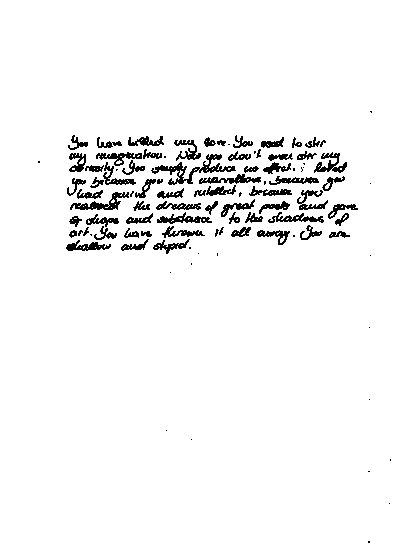 You have killed my love. You used to stir
my imagination. Now you don't even stir my
curiosity. You simply produce no effect. I loved
you because you were marvellous, because you
had genius and intellect, because you
realised the dreams of great poets and gave
shape and substance to the shadows of
art. You have thrown it all away. You are
shallow and stupid.